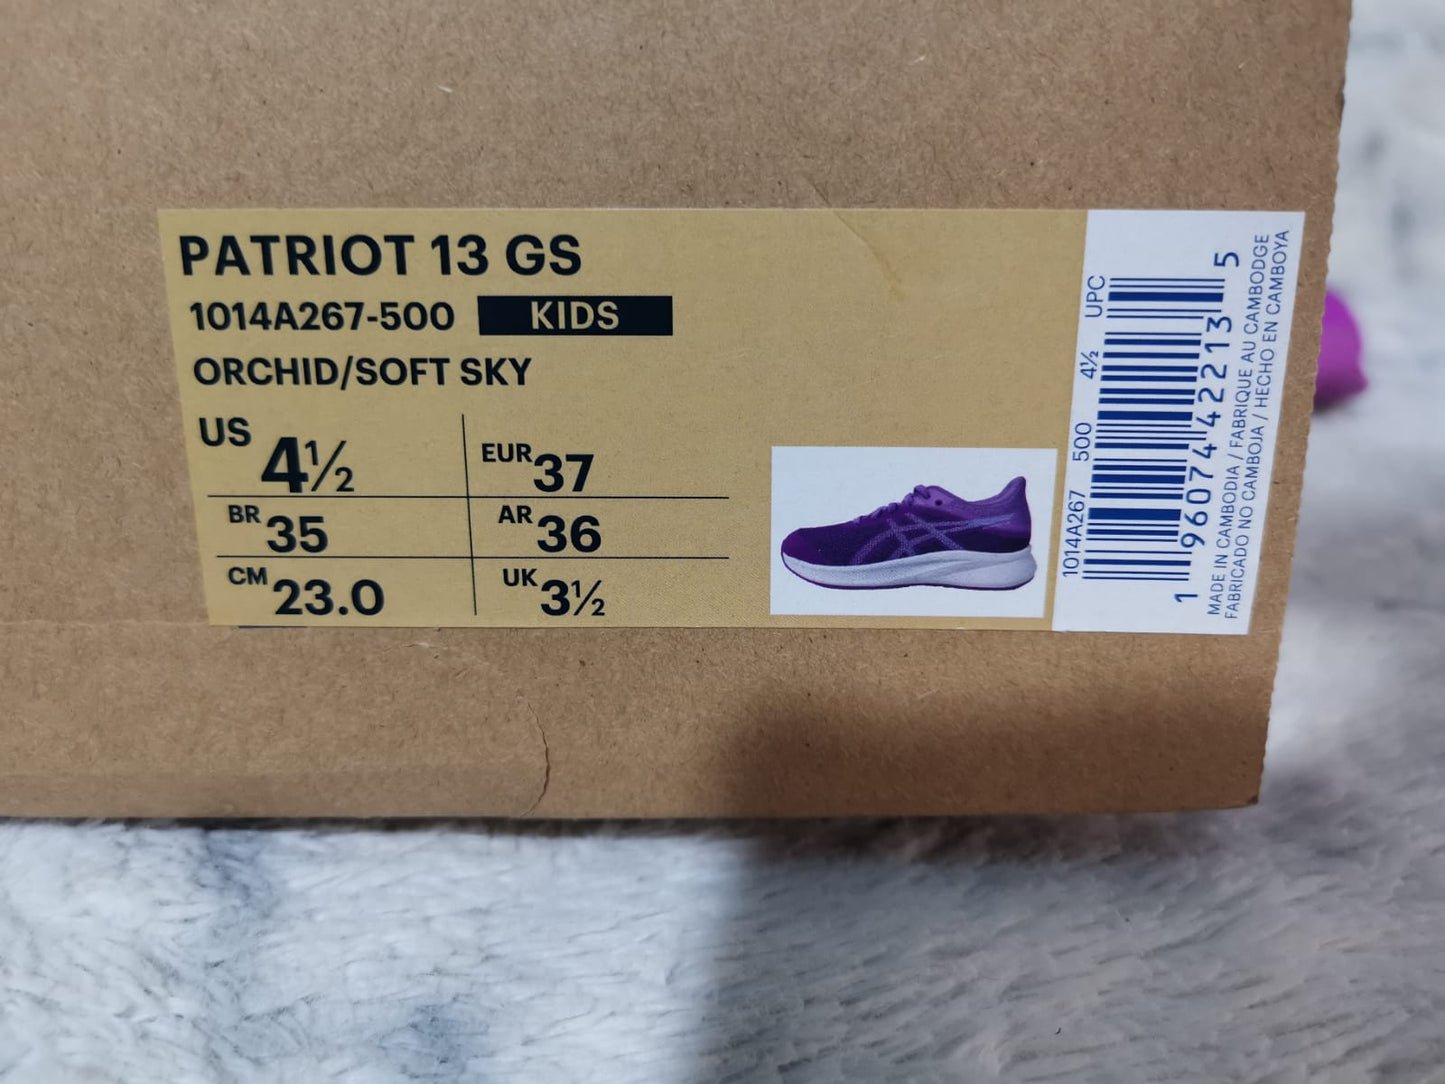 PATRIOT 13 GS
1014A267-500 KIDS
ORCHID/SOFT SKY
US 4½ EUR 37
BR 35 AR 36
CM 23.0 UK 3½
1014A267 500 4½ UPC
1 96074 42213 5
MADE IN CAMBODIA / FABRIQUE AU CAMBODGE
FABRICADO NO CAMBOJA / HECHO EN CAMBOYA